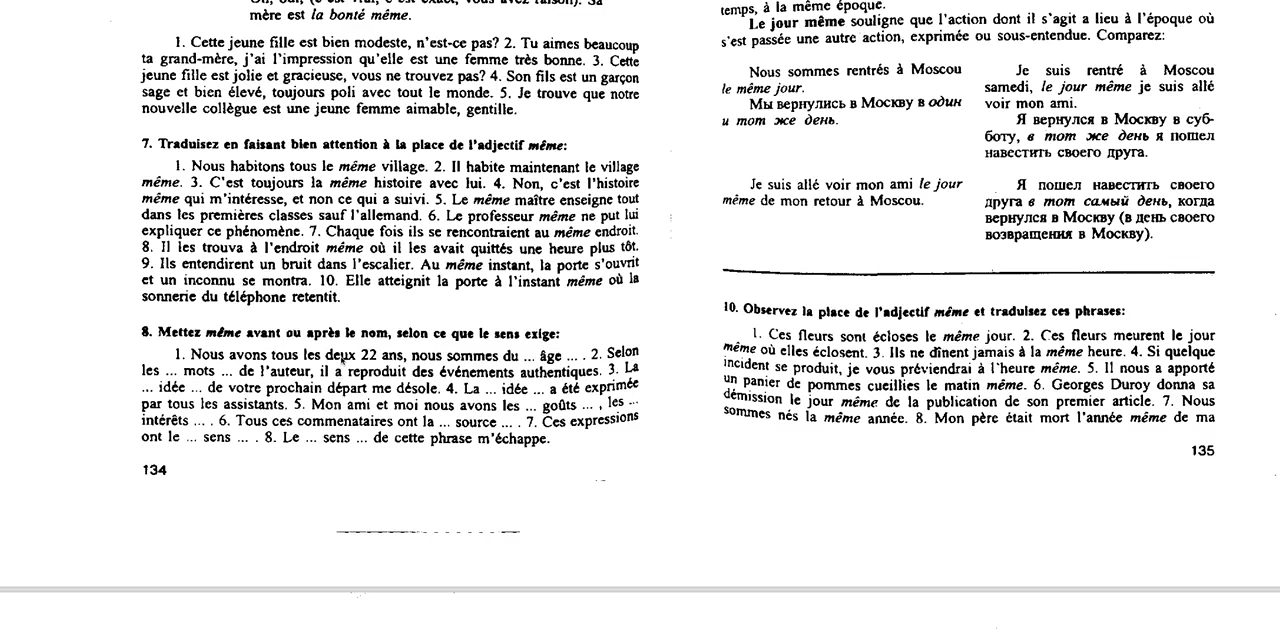 mère est la bonté même.
1. Cette jeune fille est bien modeste, n'est-ce pas? 2. Tu aimes beaucoup
ta grand-mère, j'ai l'impression qu'elle est une femme très bonne. 3. Cette
jeune fille est jolie et gracieuse, vous ne trouvez pas? 4. Son fils est un garçon
sage et bien élevé, toujours poli avec tout le monde. 5. Je trouve que notre
nouvelle collègue est une jeune femme aimable, gentille.
7. Traduisez en faisant bien attention à la place de l'adjectif même:
1. Nous habitons tous le même village. 2. Il habite maintenant le village
même. 3. C'est toujours la même histoire avec lui. 4. Non, c'est l'histoire
même qui m'intéresse, et non ce qui a suivi. 5. Le même maître enseigne tout
dans les premières classes sauf l'allemand. 6. Le professeur même ne put lui
expliquer ce phénomène. 7. Chaque fois ils se rencontraient au même endroit.
8. Il les trouva à l'endroit même où il les avait quittés une heure plus tôt.
9. Ils entendirent un bruit dans l'escalier. Au même instant, la porte s'ouvrit
et un inconnu se montra. 10. Elle atteignit la porte à l'instant même où la
sonnerie du téléphone retentit.
8. Mettez même avant ou après le nom, selon ce que le sens exige:
1. Nous avons tous les deux 22 ans, nous sommes du ... âge ... . 2. Selon
les ... mots ... de l'auteur, il a reproduit des événements authentiques. 3. La
... idée ... de votre prochain départ me désole. 4. La ... idée ... a été exprimée
par tous les assistants. 5. Mon ami et moi nous avons les ... goûts ... , les ...
intérêts ... . 6. Tous ces commenataires ont la ... source ... . 7. Ces expressions
ont le ... sens ... . 8. Le ... sens ... de cette phrase m'échappe.
134
temps, à la même époque.
Le jour même souligne que l'action dont il s'agit a lieu à l'époque où
s'est passée une autre action, exprimée ou sous-entendue. Comparez:
Nous sommes rentrés à Moscou
le même jour.
Мы вернулись в Москву в один
и тот же день.
Je suis rentré à Moscou
samedi, le jour même je suis allé
voir mon ami.
Я вернулся в Москву в суб-
боту, в тот же день я пошел
навестить своего друга.
Je suis allé voir mon ami le jour
même de mon retour à Moscou.
Я пошел навестить своего
друга в тот самый день, когда
вернулся в Москву (в день своего
возвращения в Москву).
10. Observez la place de l'adjectif même et traduisez ces phrases:
1. Ces fleurs sont écloses le même jour. 2. Ces fleurs meurent le jour
même où elles éclosent. 3. Ils ne dînent jamais à la même heure. 4. Si quelque
incident se produit, je vous préviendrai à l'heure même. 5. Il nous a apporté
un panier de pommes cueillies le matin même. 6. Georges Duroy donna sa
démission le jour même de la publication de son premier article. 7. Nous
sommes nés la même année. 8. Mon père était mort l'année même de ma
135